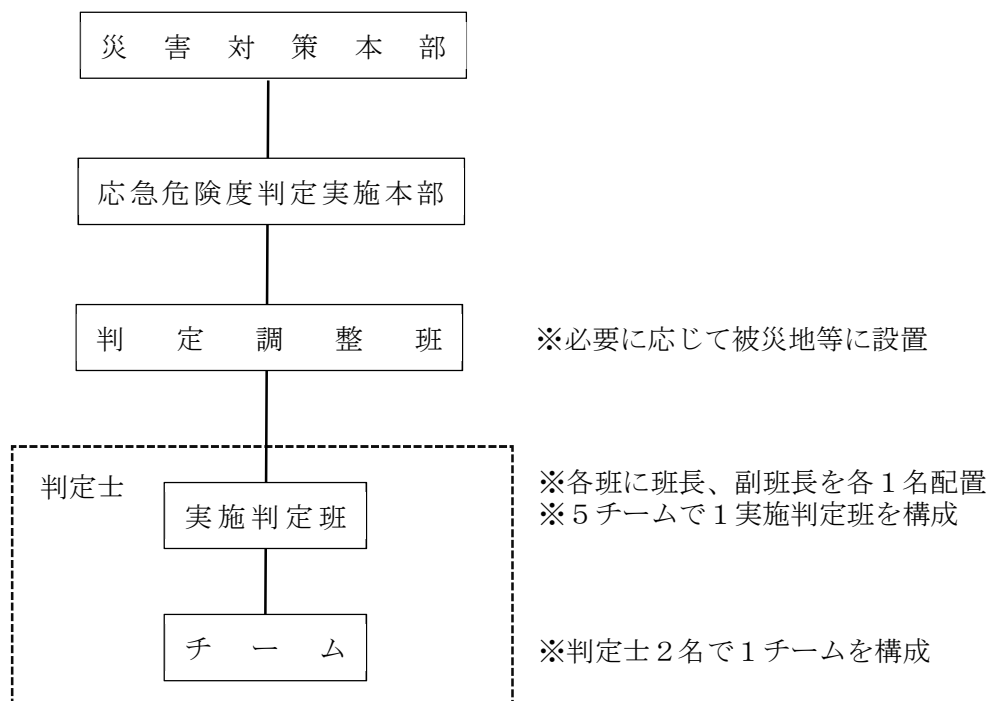 災害対策本部
応急危険度判定実施本部
判定調整班
※必要に応じて被災地等に設置
判定士
実施判定班
※各班に班長、副班長を各１名配置
※５チームで１実施判定班を構成
チーム
※判定士２名で１チームを構成